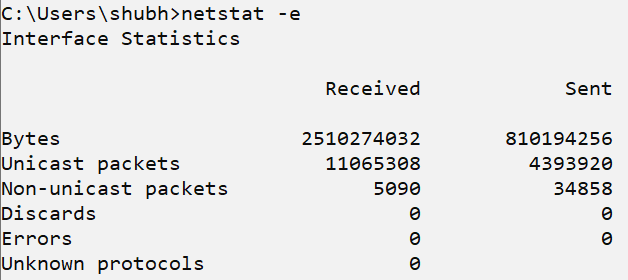 C:\Users\shubh>netstat -e
Interface Statistics
Received Sent
Bytes 2510274032 810194256
Unicast packets 11065308 4393920
Non-unicast packets 5090 34858
Discards 0 0
Errors 0 0
Unknown protocols 0